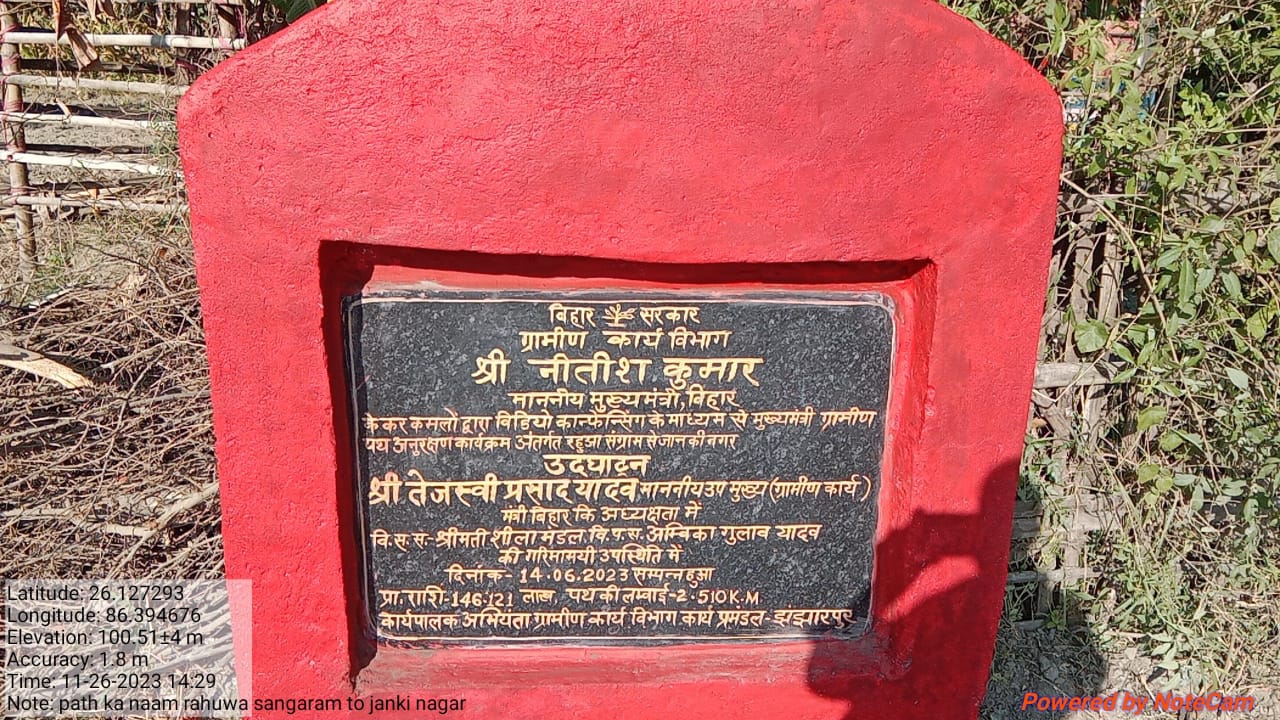 बिहार सरकार
ग्रामीण कार्य विभाग
श्री नीतीश कुमार
माननीय मुख्यमंत्री, बिहार
के कर कमलों द्वारा विडियो कान्फेन्सिंग के माध्यम से मुख्यमंत्री ग्रामीण
पथ अनुरक्षण कार्यक्रम अंतर्गत रहुआ संग्राम से जानकी नगर
उदघाटन
श्री तेजस्वी प्रसाद यादव माननीय उप मुख्य (ग्रामीण कार्य)
मंत्री बिहार कि अध्यक्षता में
वि.स.सं.- श्रीमती शीला मंडल वि.प.स. अम्बिका गुलाब यादव
की गरिमामयी उपस्थिति में
दिनांक- 14.06.2023 सम्पन्न हुआ
प्रा. राशि- 146.121 लाख, पथ की लम्बाई-2.510K.M
कार्यपालक अभियंता ग्रामीण कार्य विभाग कार्य प्रमंडल- झंझारपुर
Latitude: 26.127293
Longitude: 86.394676
Elevation: 100.51±4 m
Accuracy: 1.8 m
Time: 11-26-2023 14:29
Note: path ka naam rahuwa sangaram to janki nagar
Powered by NoteCam